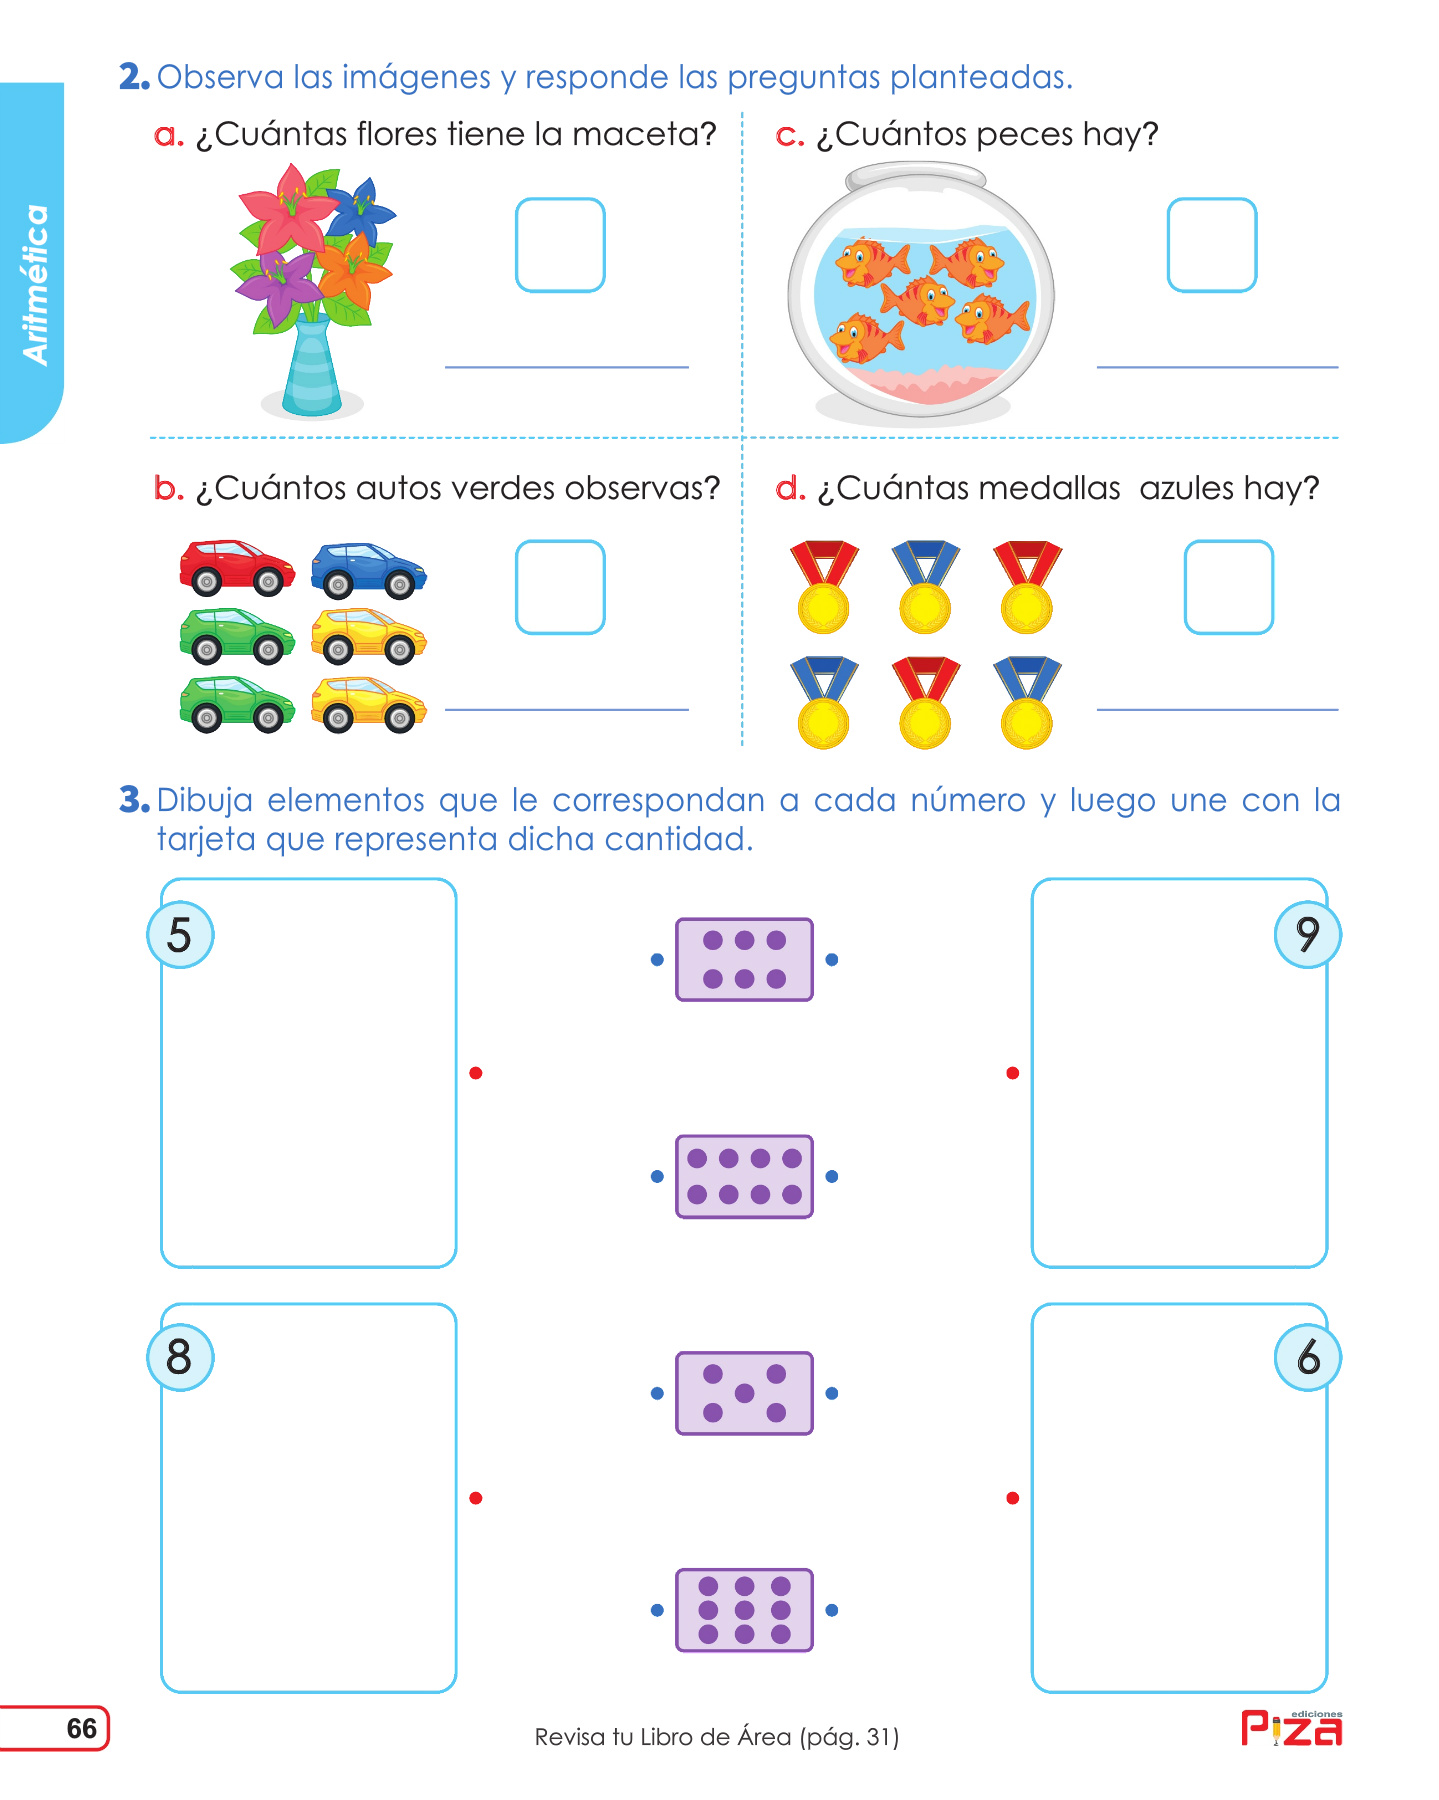 Aritmética
2. Observa las imágenes y responde las preguntas planteadas.
a. ¿Cuántas flores tiene la maceta?
c. ¿Cuántos peces hay?
b. ¿Cuántos autos verdes observas?
d. ¿Cuántas medallas azules hay?
3. Dibuja elementos que le correspondan a cada número y luego une con la
tarjeta que representa dicha cantidad.
5
9
8
6
66
Revisa tu Libro de Área (pág. 31)
ediciones
Piza